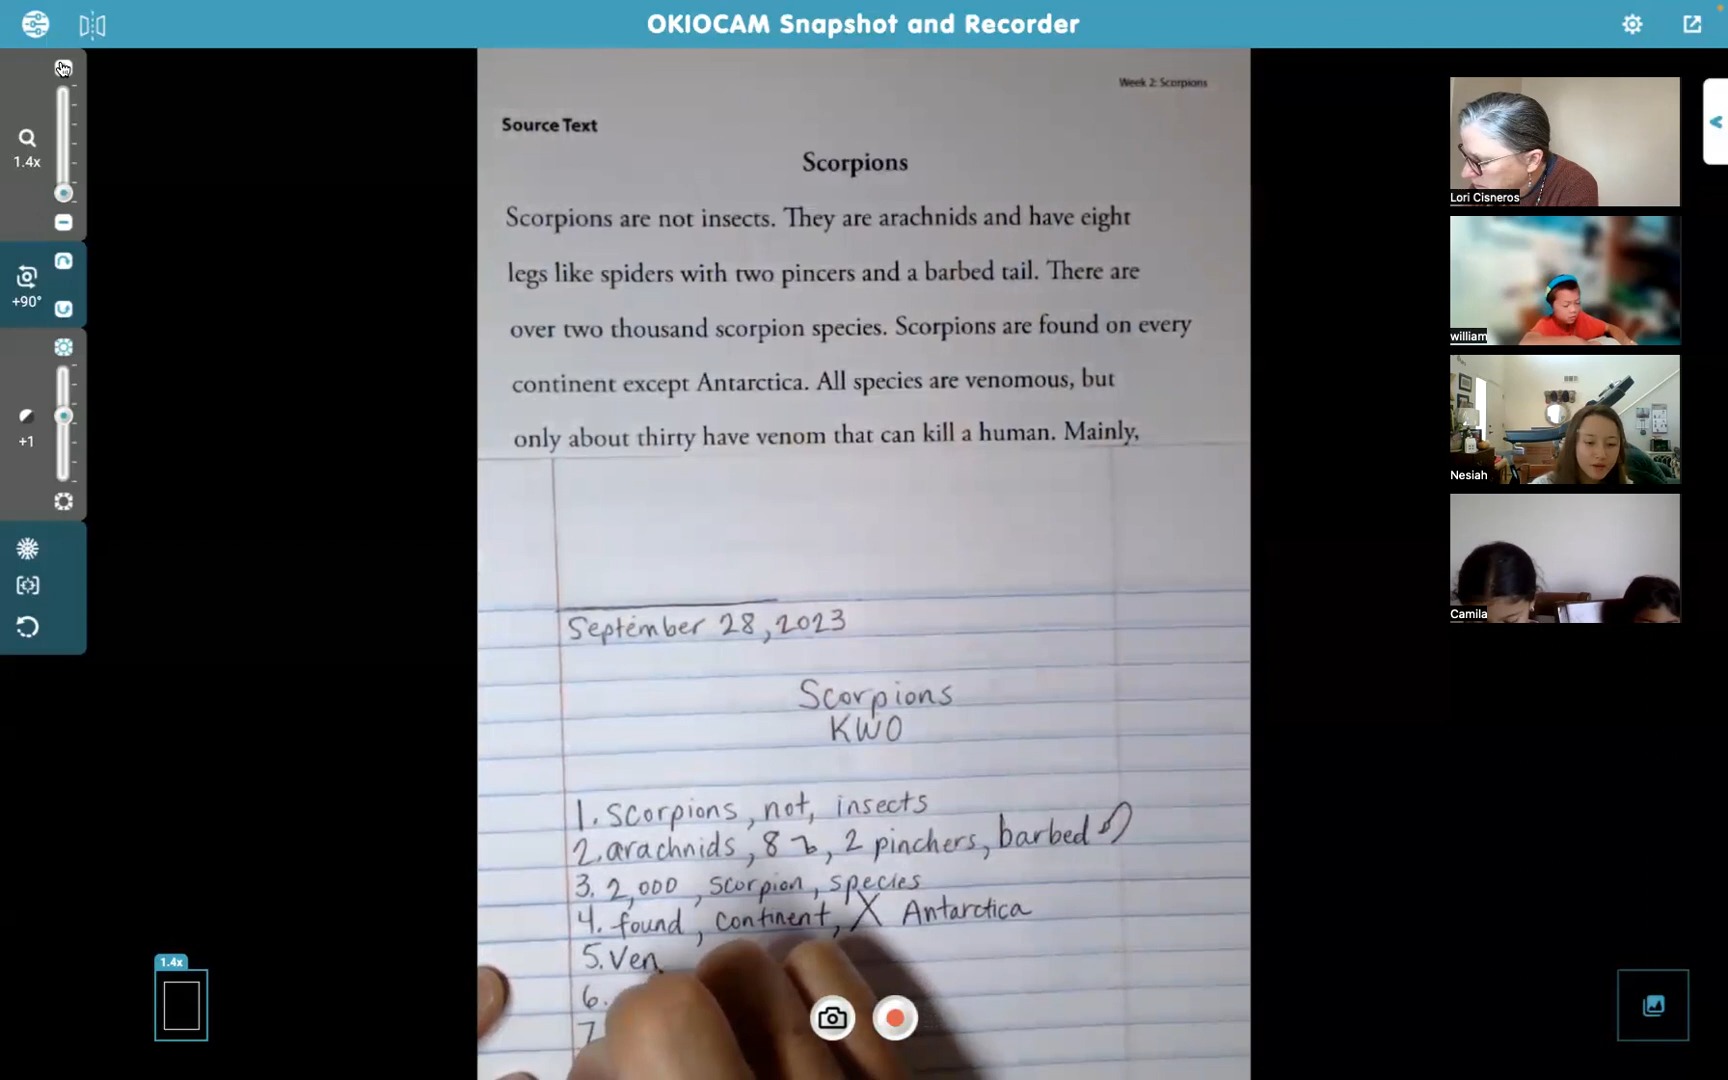 OKIOCAM Snapshot and Recorder
1.4x
+90°
+1
1.4x
Week 2: Scorpions
Source Text
Scorpions
Scorpions are not insects. They are arachnids and have eight
legs like spiders with two pincers and a barbed tail. There are
over two thousand scorpion species. Scorpions are found on every
continent except Antarctica. All species are venomous, but
only about thirty have venom that can kill a human. Mainly,
September 28, 2023
Scorpions
KWO
1. scorpions, not, insects
2. arachnids, 8, 2 pinchers, barbed
3. 2,000, scorpion, species
4. found, continent, X Antarctica
5. Ven
6.
7
Lori Cisneros
william
Nesiah
Camila